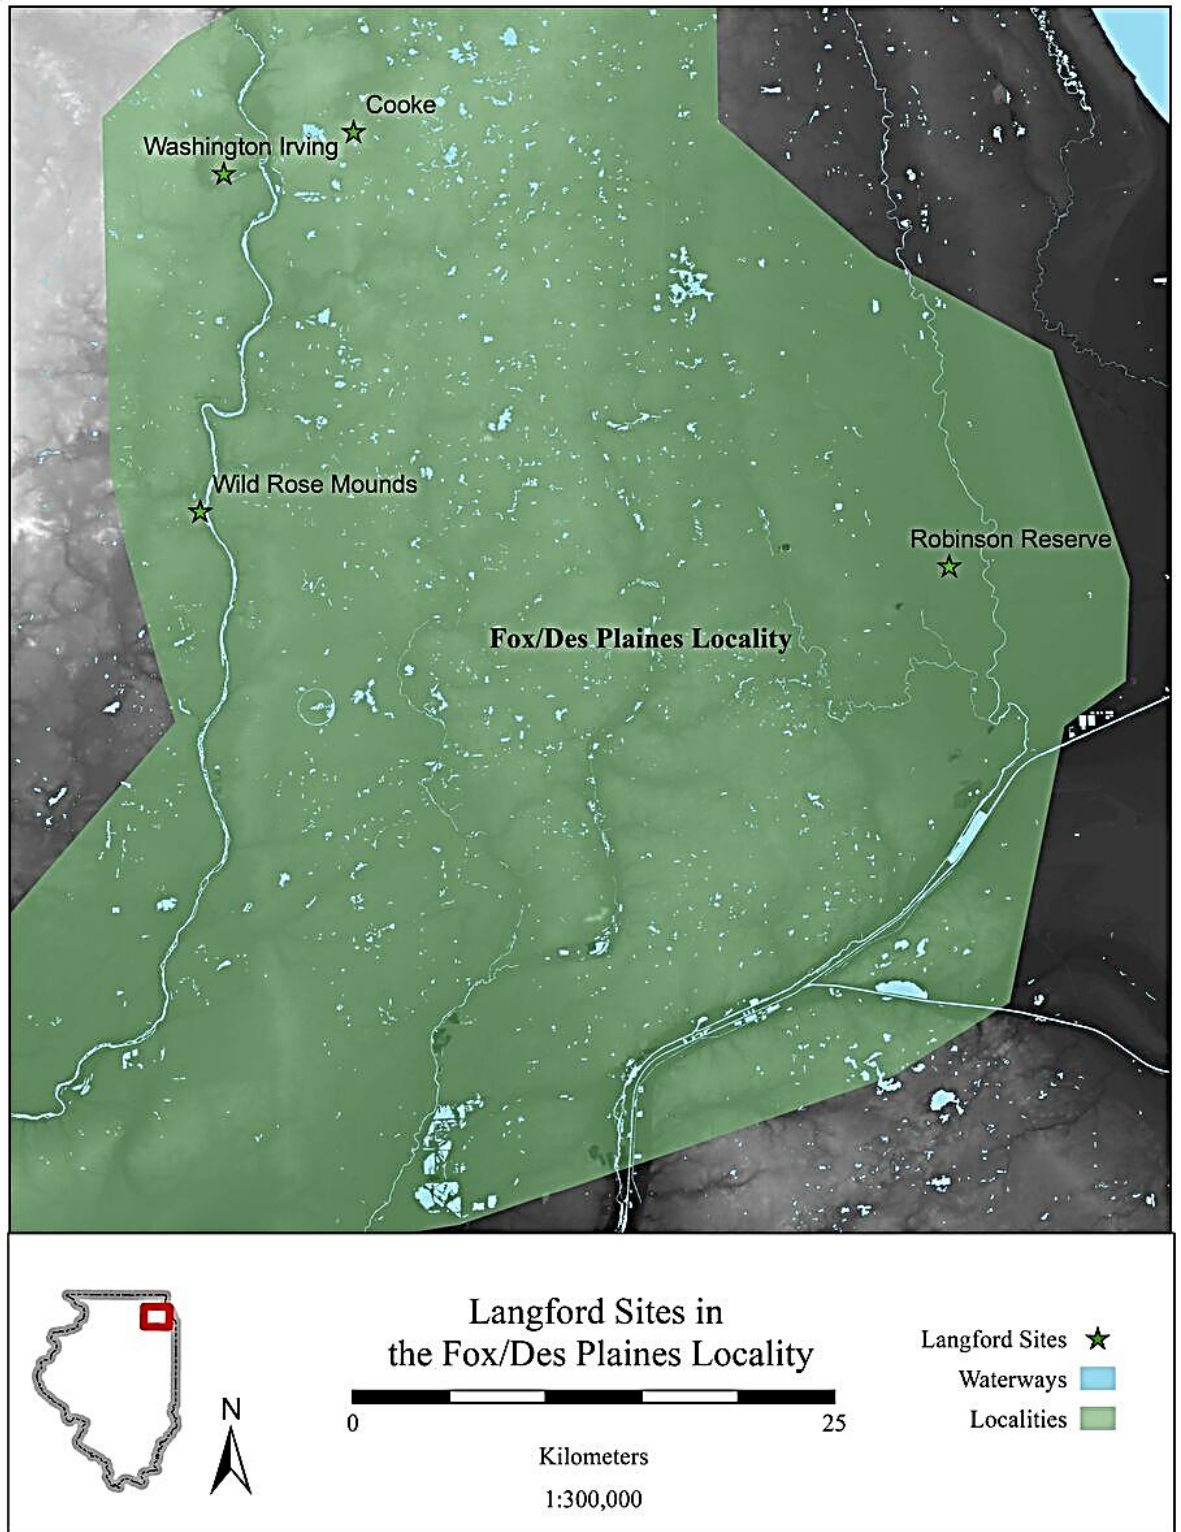 Cooke
Washington Irving
Wild Rose Mounds
Robinson Reserve
Fox/Des Plaines Locality
Langford Sites in
the Fox/Des Plaines Locality
N
0 25
Kilometers
1:300,000
Langford Sites
Waterways
Localities